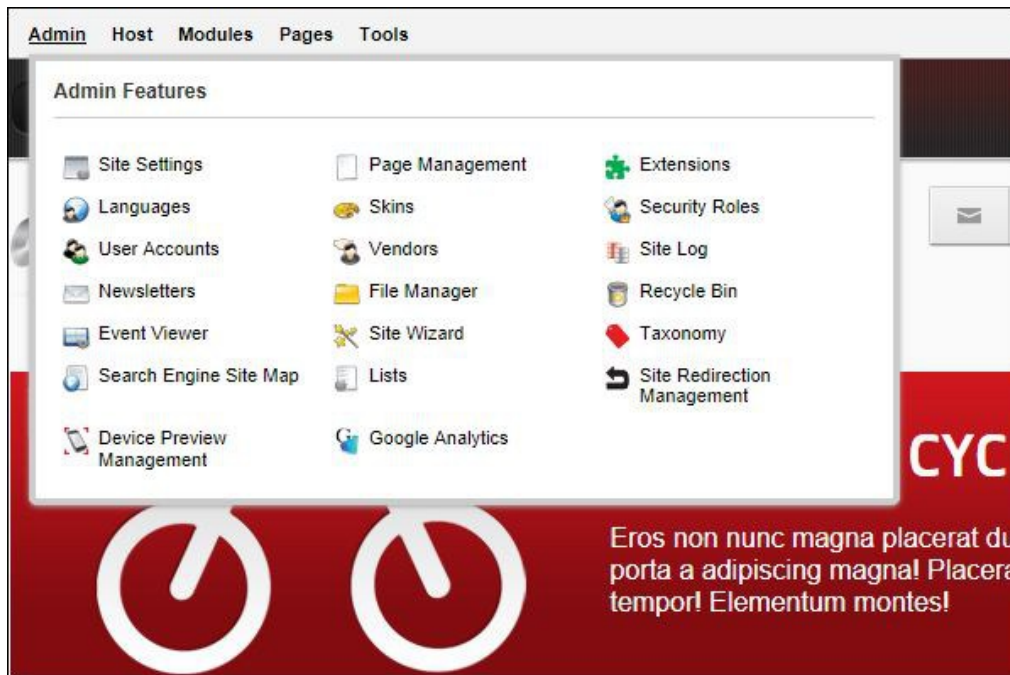 Admin Host Modules Pages Tools
Admin Features
Site Settings Page Management Extensions
Languages Skins Security Roles
User Accounts Vendors Site Log
Newsletters File Manager Recycle Bin
Event Viewer Site Wizard Taxonomy
Search Engine Site Map Lists Site Redirection
Management
Device Preview Google Analytics
Management
CYC
Eros non nunc magna placerat du
porta a adipiscing magna! Placera
tempor! Elementum montes!